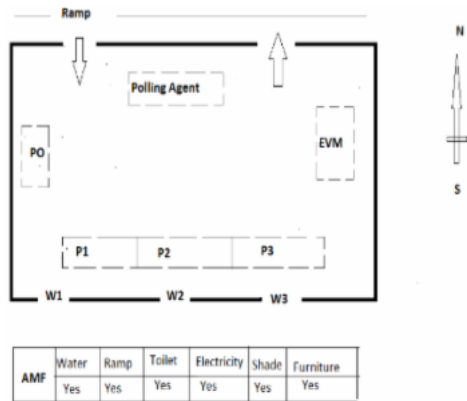 Ramp
N
Polling Agent
PO
EVM
S
P1 P2 P3
W1 W2 W3
AMF Water Ramp Toilet Electricity Shade Furniture
Yes Yes Yes Yes Yes Yes